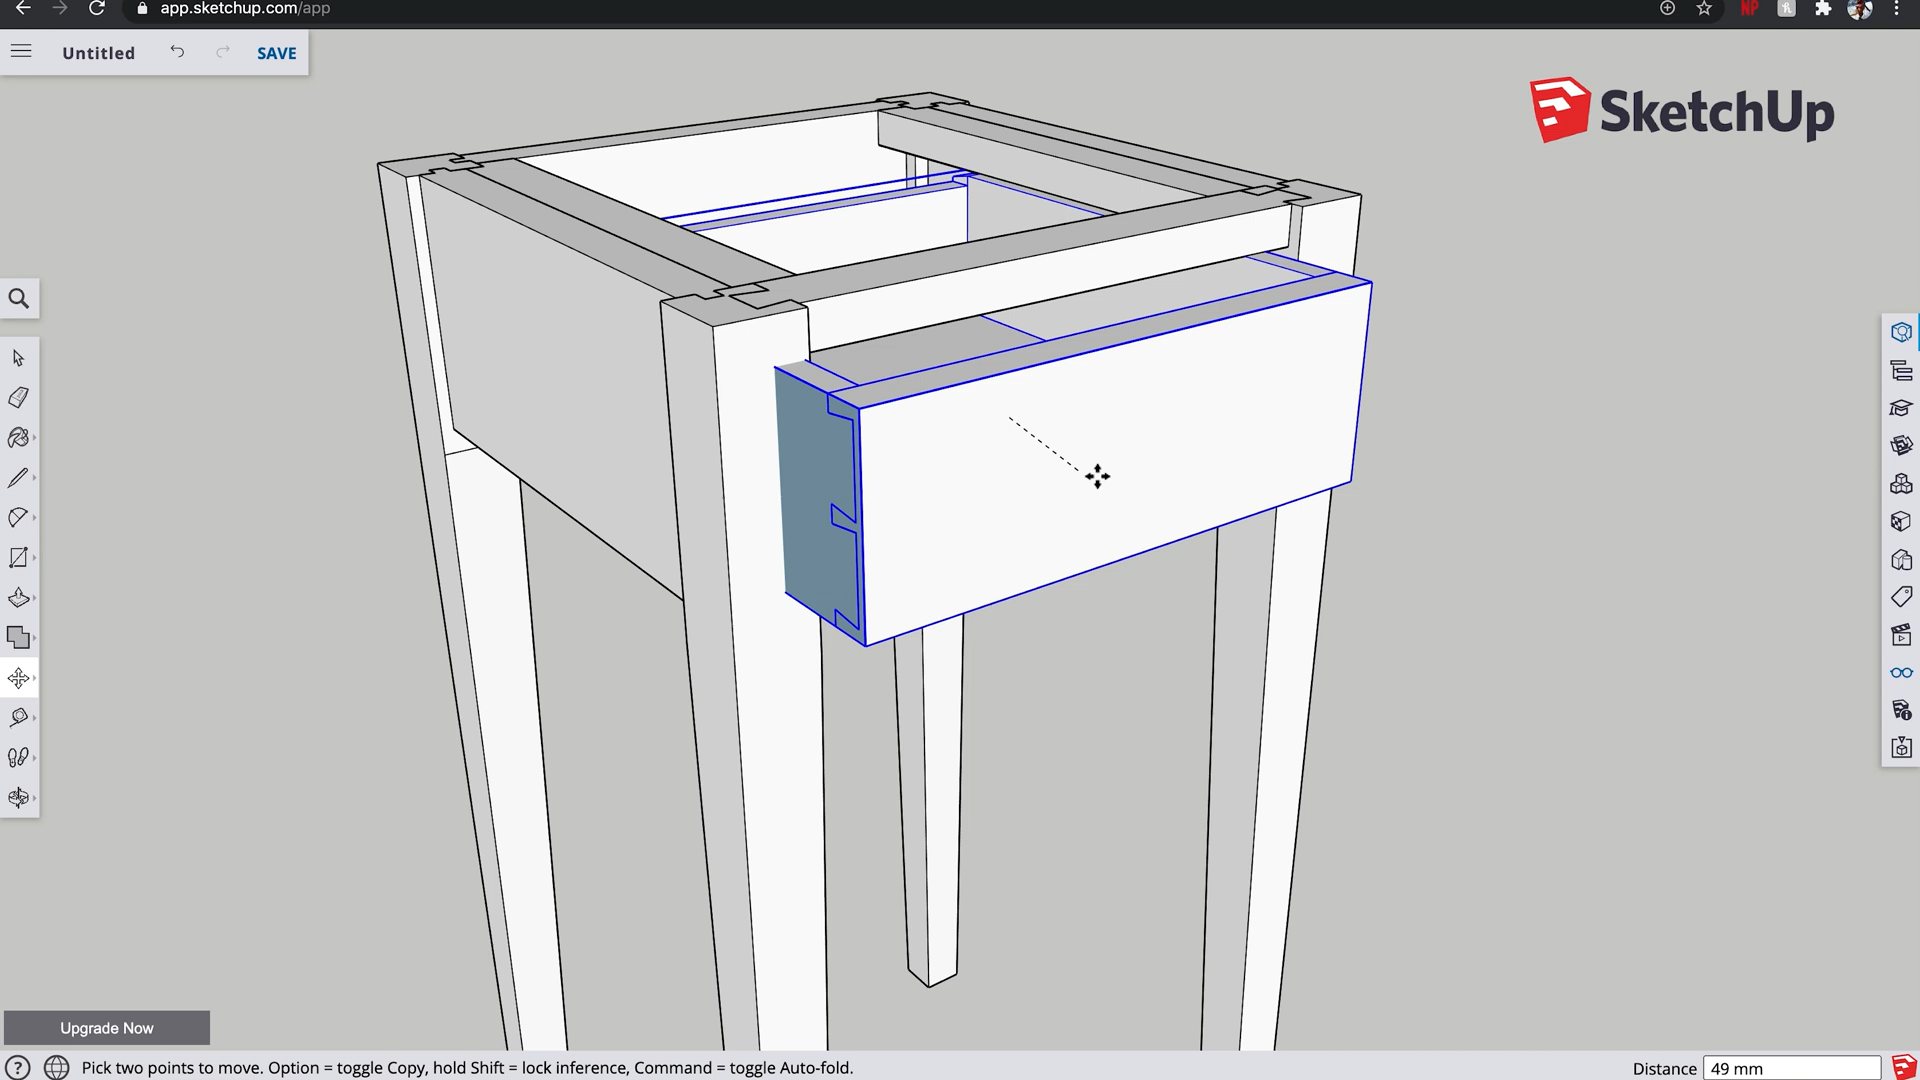 app.sketchup.com/app
NP
Untitled
SAVE
SketchUp
Upgrade Now
Pick two points to move. Option = toggle Copy, hold Shift = lock inference, Command = toggle Auto-fold.
Distance 49 mm